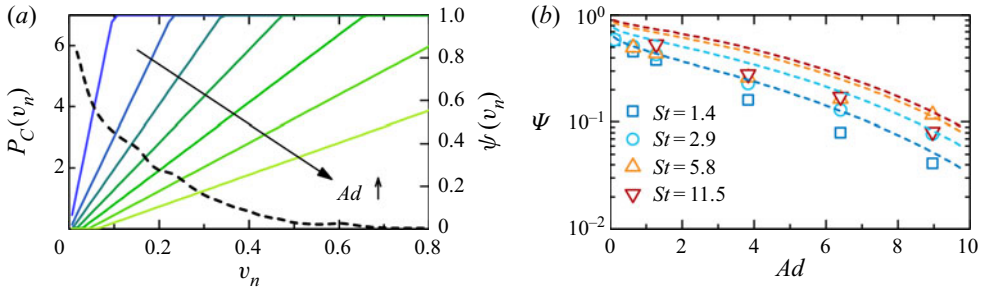 (a)
6
4
2
P_C(v_n)
1.0
0.8
0.6
0.4
0.2
0
ψ(v_n)
Ad
0 0.2 0.4 0.6 0.8
v_n
(b)
10^0
10^−1
10^−2
Ψ
St = 1.4
St = 2.9
St = 5.8
St = 11.5
0 2 4 6 8 10
Ad